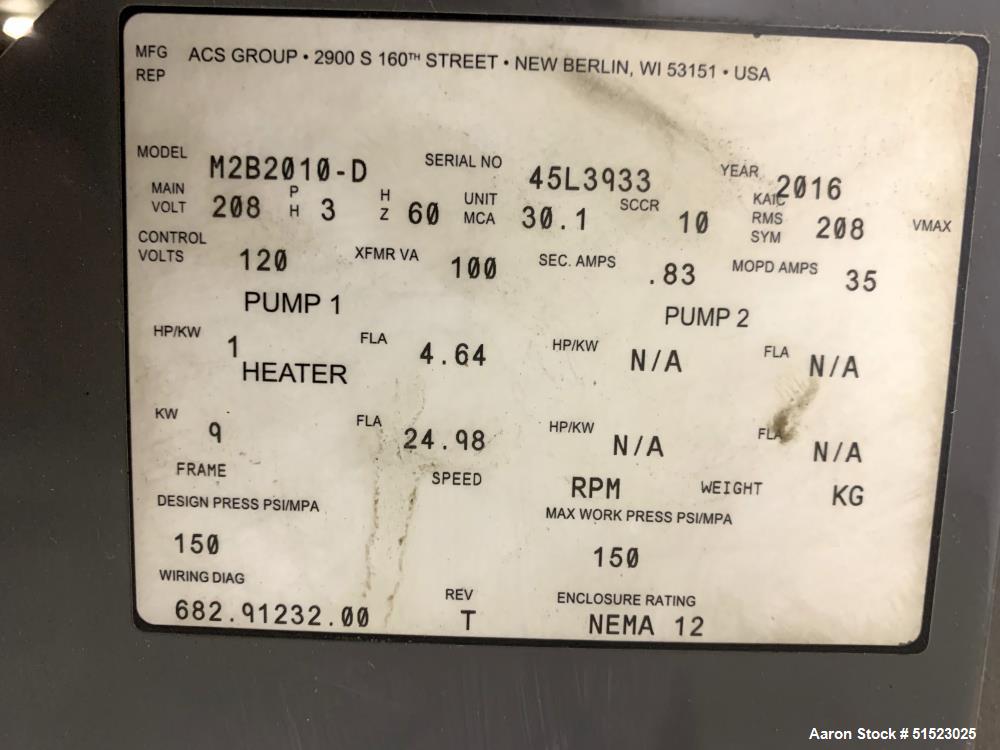 MFG ACS GROUP • 2900 S 160TH STREET • NEW BERLIN, WI 53151 • USA
REP
MODEL M2B2010-D SERIAL NO 45L3933 YEAR 2016
MAIN VOLT 208 PH 3 HZ 60 UNIT MCA 30.1 SCCR 10 KAIC RMS SYM 208 VMAX
CONTROL VOLTS 120 XFMR VA 100 SEC. AMPS .83 MOPD AMPS 35
PUMP 1 PUMP 2
HP/KW 1 FLA 4.64 HP/KW N/A FLA N/A
HEATER
KW 9 FLA 24.98 HP/KW N/A FLA N/A
FRAME SPEED RPM WEIGHT KG
DESIGN PRESS PSI/MPA MAX WORK PRESS PSI/MPA
150 150
WIRING DIAG REV ENCLOSURE RATING
682.91232.00 T NEMA 12
Aaron Stock # 51523025